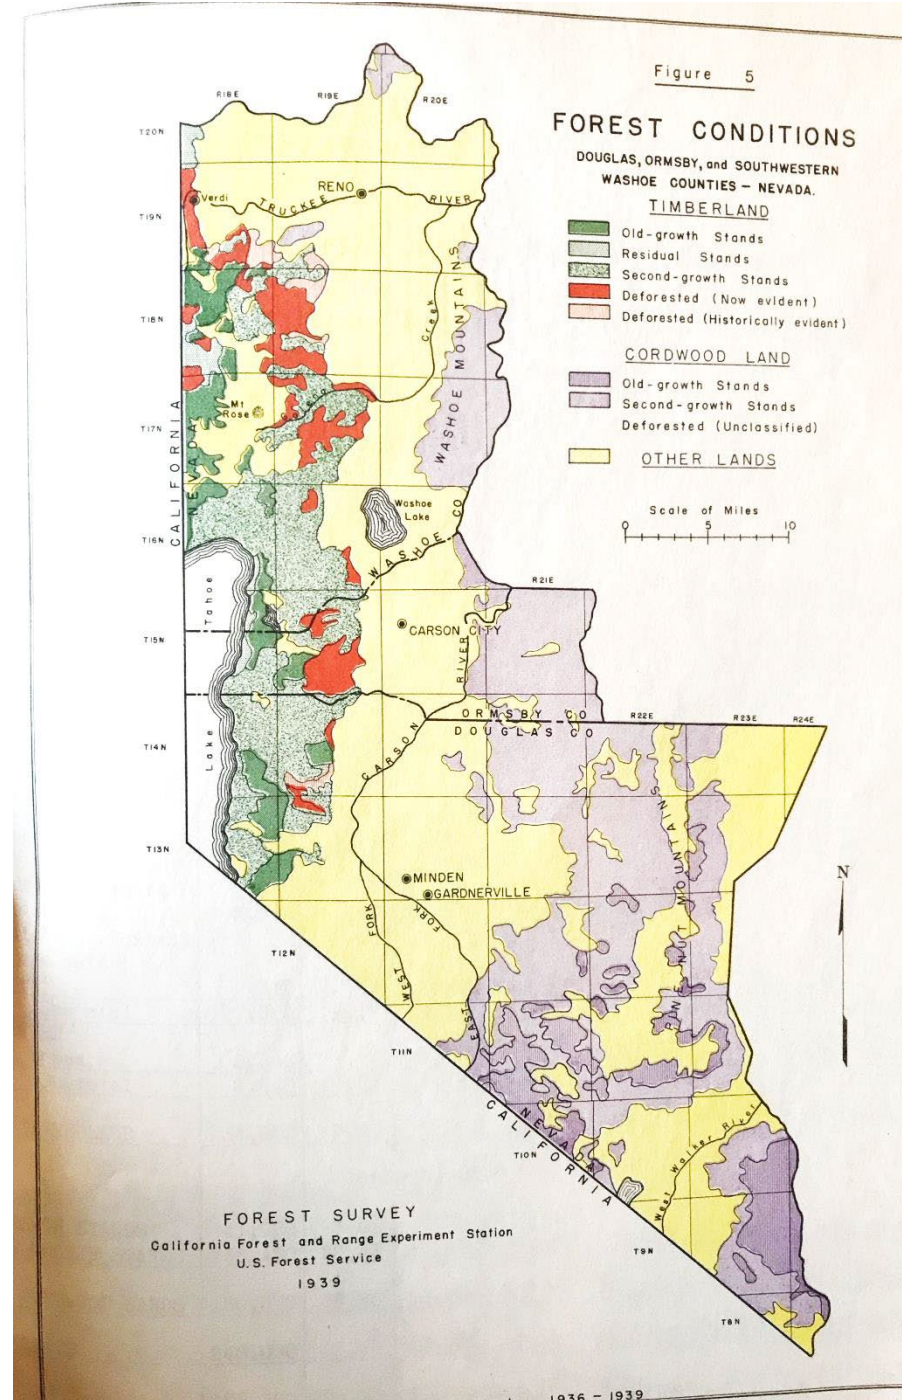 Figure 5
FOREST CONDITIONS
DOUGLAS, ORMSBY, and SOUTHWESTERN
WASHOE COUNTIES – NEVADA.
TIMBERLAND
Old-growth Stands
Residual Stands
Second-growth Stands
Deforested (Now evident)
Deforested (Historically evident)
CORDWOOD LAND
Old-growth Stands
Second-growth Stands
Deforested (Unclassified)
OTHER LANDS
Scale of Miles
0 5 10
R18E R19E R20E
T20N
Verdi
RENO
TRUCKEE RIVER
T19N
T18N
Creek
WASHOE MOUNTAINS
Mt Rose
Galena
T17N
CALIFORNIA
NEVADA
Washoe Lake
T16N
WASHOE CO
R21E
Lake Tahoe
T15N
CARSON CITY
CARSON RIVER
ORMSBY CO
DOUGLAS CO
R22E R23E R24E
T14N
T13N
MINDEN
GARDNERVILLE
PINE NUT MOUNTAINS
N
WEST FORK
EAST FORK
T12N
T11N
NEVADA
CALIFORNIA
T10N
West Walker River
T9N
T8N
FOREST SURVEY
California Forest and Range Experiment Station
U.S. Forest Service
1939
1936 – 1939